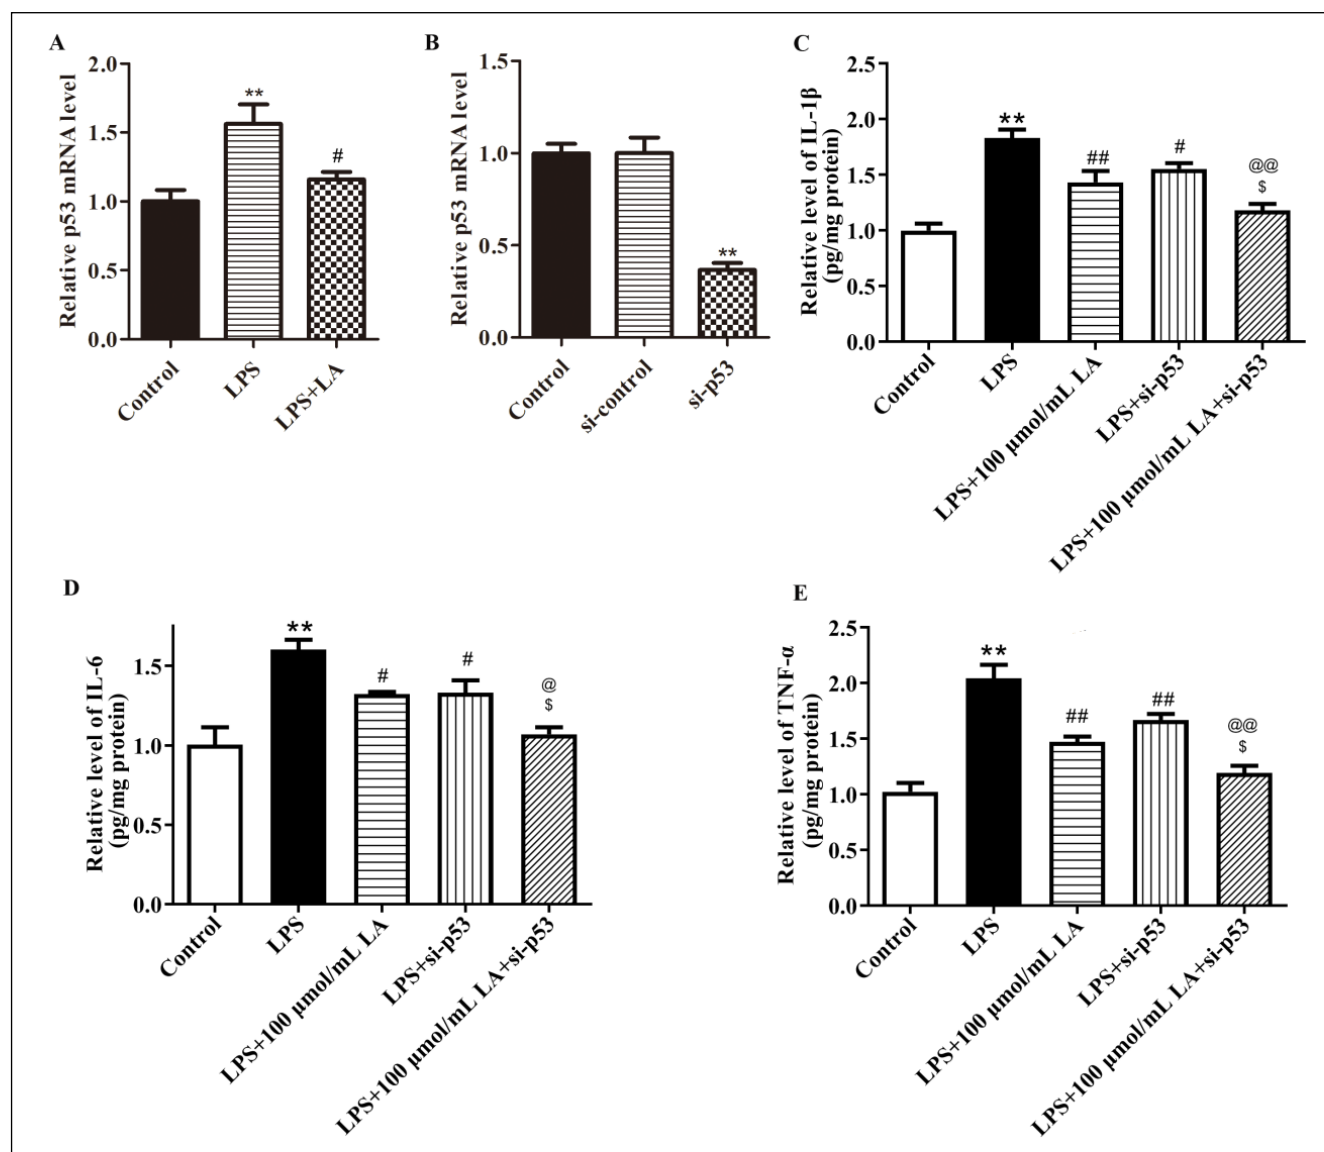 A
Relative p53 mRNA level
2.0
1.5
1.0
0.5
0.0
**
#
Control
LPS
LPS+LA
B
Relative p53 mRNA level
1.5
1.0
0.5
0.0
**
Control
si-control
si-p53
C
Relative level of IL-1β
(pg/mg protein)
2.5
2.0
1.5
1.0
0.5
0.0
**
##
#
@@
$
Control
LPS
LPS+100 μmol/mL LA
LPS+si-p53
LPS+100 μmol/mL LA+si-p53
D
Relative level of IL-6
(pg/mg protein)
1.5
1.0
0.5
0.0
**
#
#
@
$
Control
LPS
LPS+100 μmol/mL LA
LPS+si-p53
LPS+100 μmol/mL LA+si-p53
E
Relative level of TNF-α
(pg/mg protein)
2.5
2.0
1.5
1.0
0.5
0.0
**
##
##
@@
$
Control
LPS
LPS+100 μmol/mL LA
LPS+si-p53
LPS+100 μmol/mL LA+si-p53